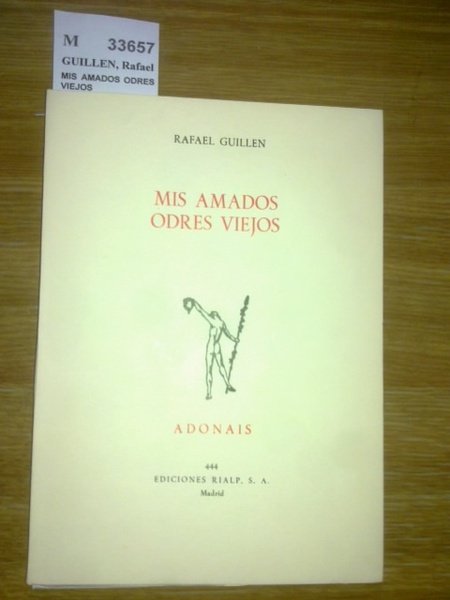 M 33657
GUILLEN, Rafael
MIS AMADOS ODRES
VIEJOS
RAFAEL GUILLEN
MIS AMADOS
ODRES VIEJOS
ADONAIS
444
EDICIONES RIALP, S. A.
Madrid